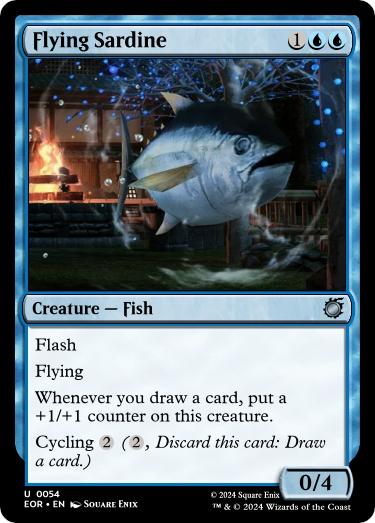 Flying Sardine 1UU
Creature — Fish
Flash
Flying
Whenever you draw a card, put a
+1/+1 counter on this creature.
Cycling 2 (2, Discard this card: Draw
a card.)
0/4
U 0054
EOR • EN Square Enix
© 2024 Square Enix
™ & © 2024 Wizards of the Coast